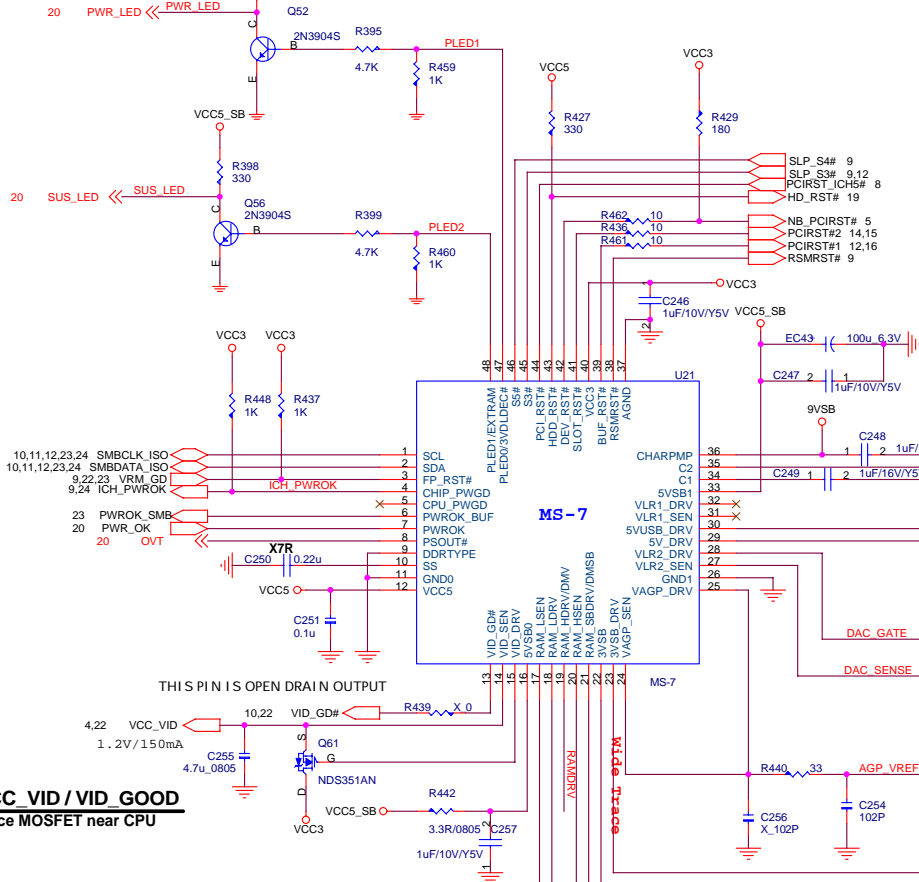 20 PWR_LED PWR_LED
C
Q52
2N3904S
B
E
R395
4.7K
PLED1
R459
1K
VCC5_SB
R398
330
20 SUS_LED SUS_LED
C
Q56
2N3904S
B
E
R399
4.7K
PLED2
R460
1K
VCC5
R427
330
VCC3
R429
180
SLP_S4# 9
SLP_S3# 9,12
PCIRST_ICH5# 8
HD_RST# 19
R462 10 NB_PCIRST# 5
R436 10 PCIRST#2 14,15
R461 10 PCIRST#1 12,16
RSMRST# 9
VCC3
1
C246
1uF/10V/Y5V
2
VCC5_SB
EC43 100u_6.3V
C247 2 1
1uF/10V/Y5V
9VSB
C248
1 2 1uF/
C249 1 2 1uF/16V/Y5
VCC3 VCC3
R448
1K
R437
1K
10,11,12,23,24 SMBCLK_ISO
10,11,12,23,24 SMBDATA_ISO
9,22,23 VRM_GD
9,24 ICH_PWROK
ICH_PWROK
23 PWROK_SMB
20 PWR_OK
20 OVT
X7R
C250 0.22u
VCC5
C251
0.1u
48 47 46 45 44 43 42 41 40 39 38 37
PLED1/EXTRAM
PLED0/3VDLDEC#
S5#
S3#
PCI_RST#
HDD_RST#
DEV_RST#
SLOT_RST#
VCC3
BUF_RST#
RSMRST#
AGND
U21
1 SCL
2 SDA
3 FP_RST#
4 CHIP_PWGD
5 CPU_PWGD
6 PWROK_BUF
7 PWROK
8 PSOUT#
9 DDRTYPE
10 SS
11 GND0
12 VCC5
MS-7
CHARPMP 36
C2 35
C1 34
5VSB1 33
VLR1_DRV 32
VLR1_SEN 31
5VUSB_DRV 30
5V_DRV 29
VLR2_DRV 28
VLR2_SEN 27
GND1 26
VAGP_DRV 25
VID_GD#
VID_SEN
VID_DRV
5VSB0
RAM_LSEN
RAM_LDRV
RAM_HDRV/DMV
RAM_HSEN
RAM_SBDRV/DMSB
3VSB
3VSB_DRV
VAGP_SEN
13 14 15 16 17 18 19 20 21 22 23 24
MS-7
DAC_GATE
DAC_SENSE
THIS PIN IS OPEN DRAIN OUTPUT
10,22 VID_GD# R439 X_0
4,22 VCC_VID
1.2V/150mA
C255
4.7u_0805
S
Q61
G
NDS351AN
D
VCC3
VCC5_SB
R442
3.3R/0805
2
C257
1uF/10V/Y5V
1
RAMDRV
Wide Trace
R440 33 AGP_VREF
C256
X_102P
C254
102P
CC_VID / VID_GOOD
ce MOSFET near CPU